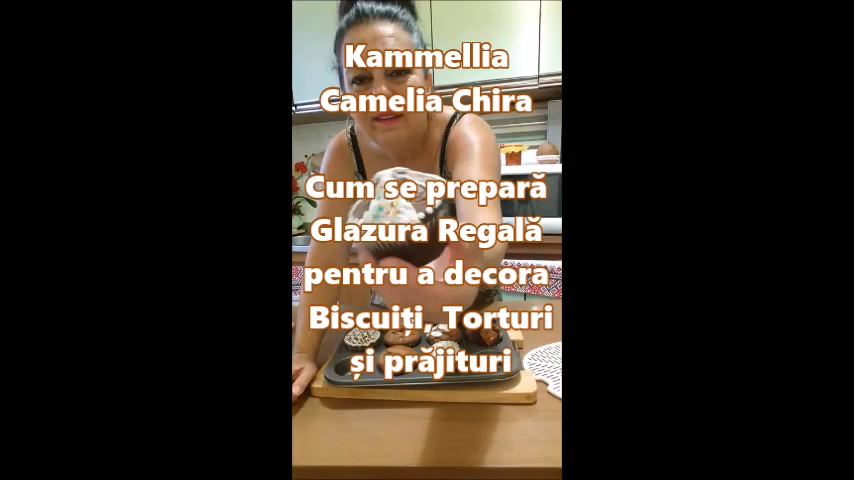 Kammellia
Camelia Chira
Cum se prepară
Glazura Regală
pentru a decora
Biscuiți, Torturi
și prăjituri